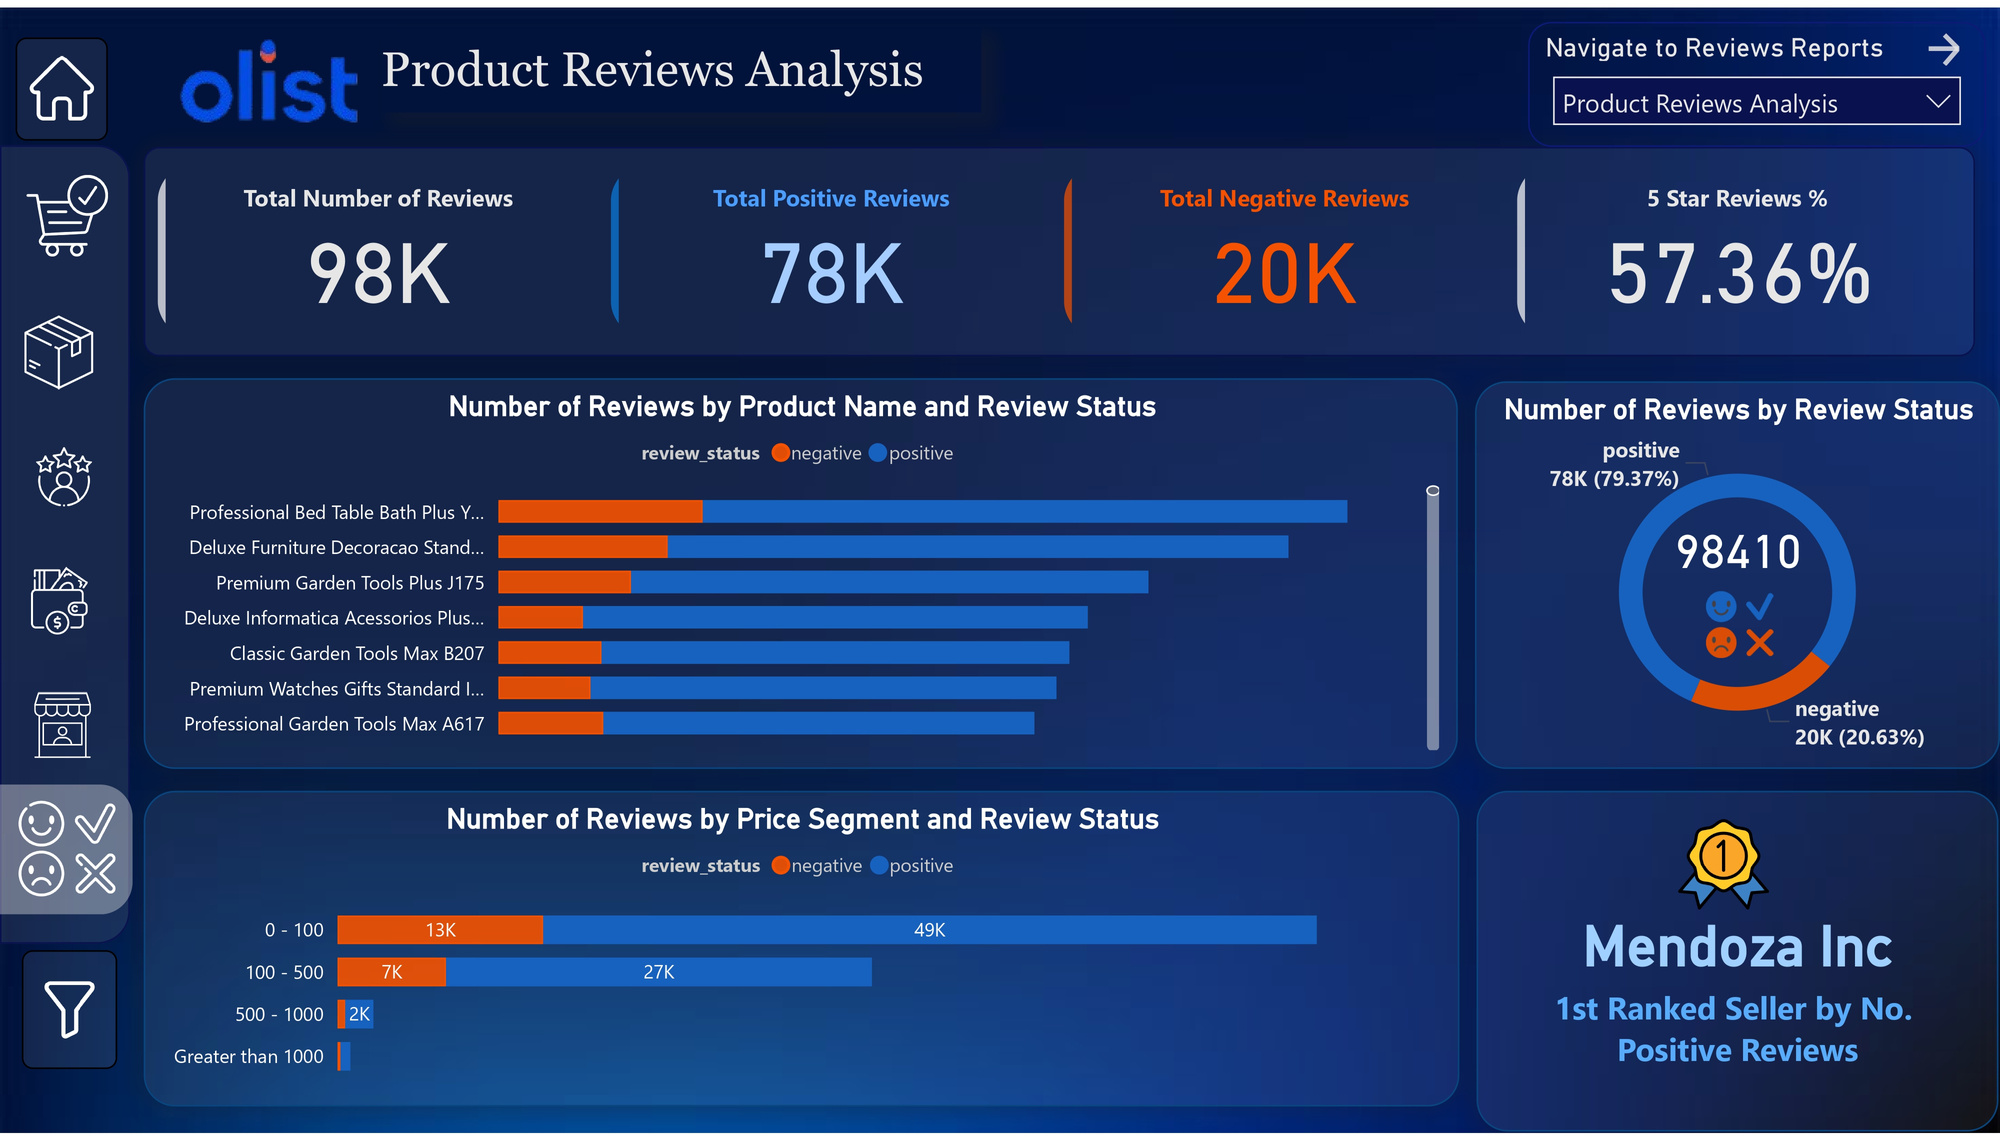 olist
Product Reviews Analysis
Navigate to Reviews Reports
Product Reviews Analysis
Total Number of Reviews
98K
Total Positive Reviews
78K
Total Negative Reviews
20K
5 Star Reviews %
57.36%
Number of Reviews by Product Name and Review Status
review_status negative positive
Professional Bed Table Bath Plus Y...
Deluxe Furniture Decoracao Stand...
Premium Garden Tools Plus J175
Deluxe Informatica Acessorios Plus...
Classic Garden Tools Max B207
Premium Watches Gifts Standard I...
Professional Garden Tools Max A617
Number of Reviews by Review Status
positive
78K (79.37%)
98410
negative
20K (20.63%)
Number of Reviews by Price Segment and Review Status
review_status negative positive
0 - 100 13K 49K
100 - 500 7K 27K
500 - 1000 2K
Greater than 1000
1
Mendoza Inc
1st Ranked Seller by No.
Positive Reviews
$